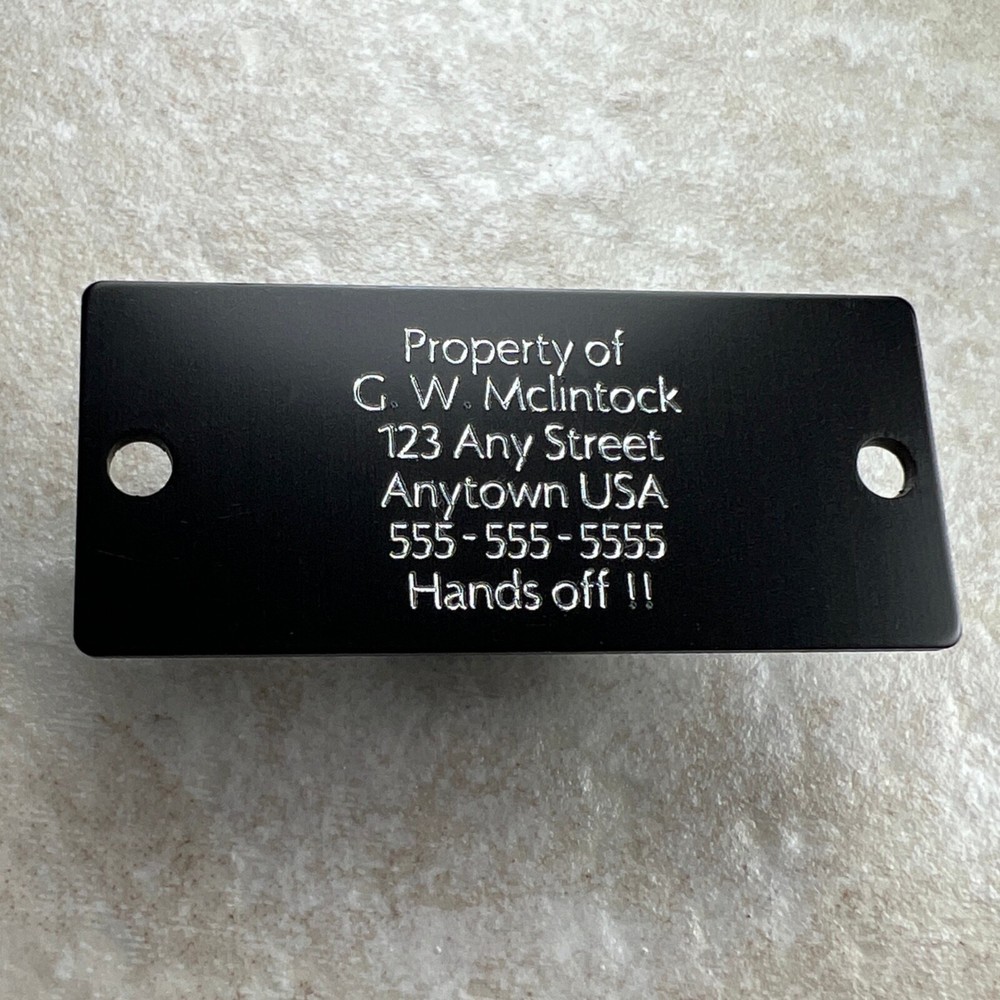 Property of
G. W. Mclintock
123 Any Street
Anytown USA
555-555-5555
Hands off !!